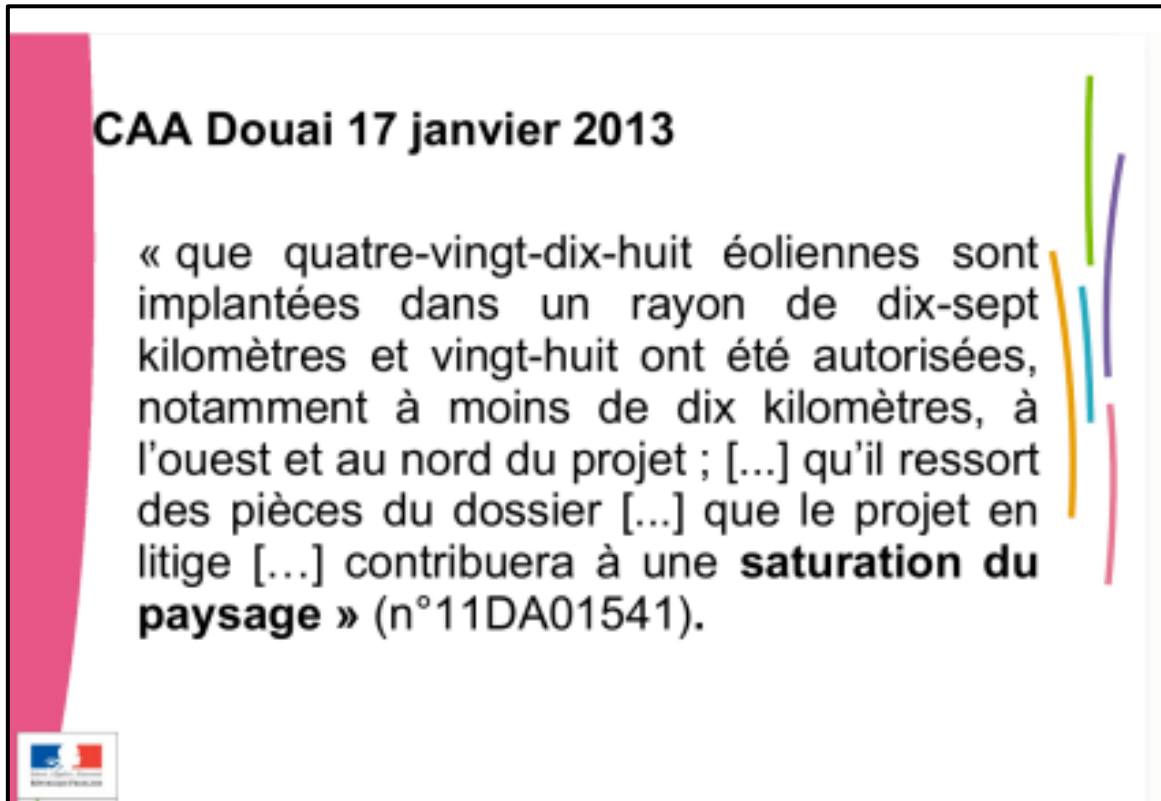 CAA Douai 17 janvier 2013
« que quatre-vingt-dix-huit éoliennes sont
implantées dans un rayon de dix-sept
kilomètres et vingt-huit ont été autorisées,
notamment à moins de dix kilomètres, à
l'ouest et au nord du projet ; [...] qu'il ressort
des pièces du dossier [...] que le projet en
litige […] contribuera à une saturation du
paysage » (n°11DA01541).